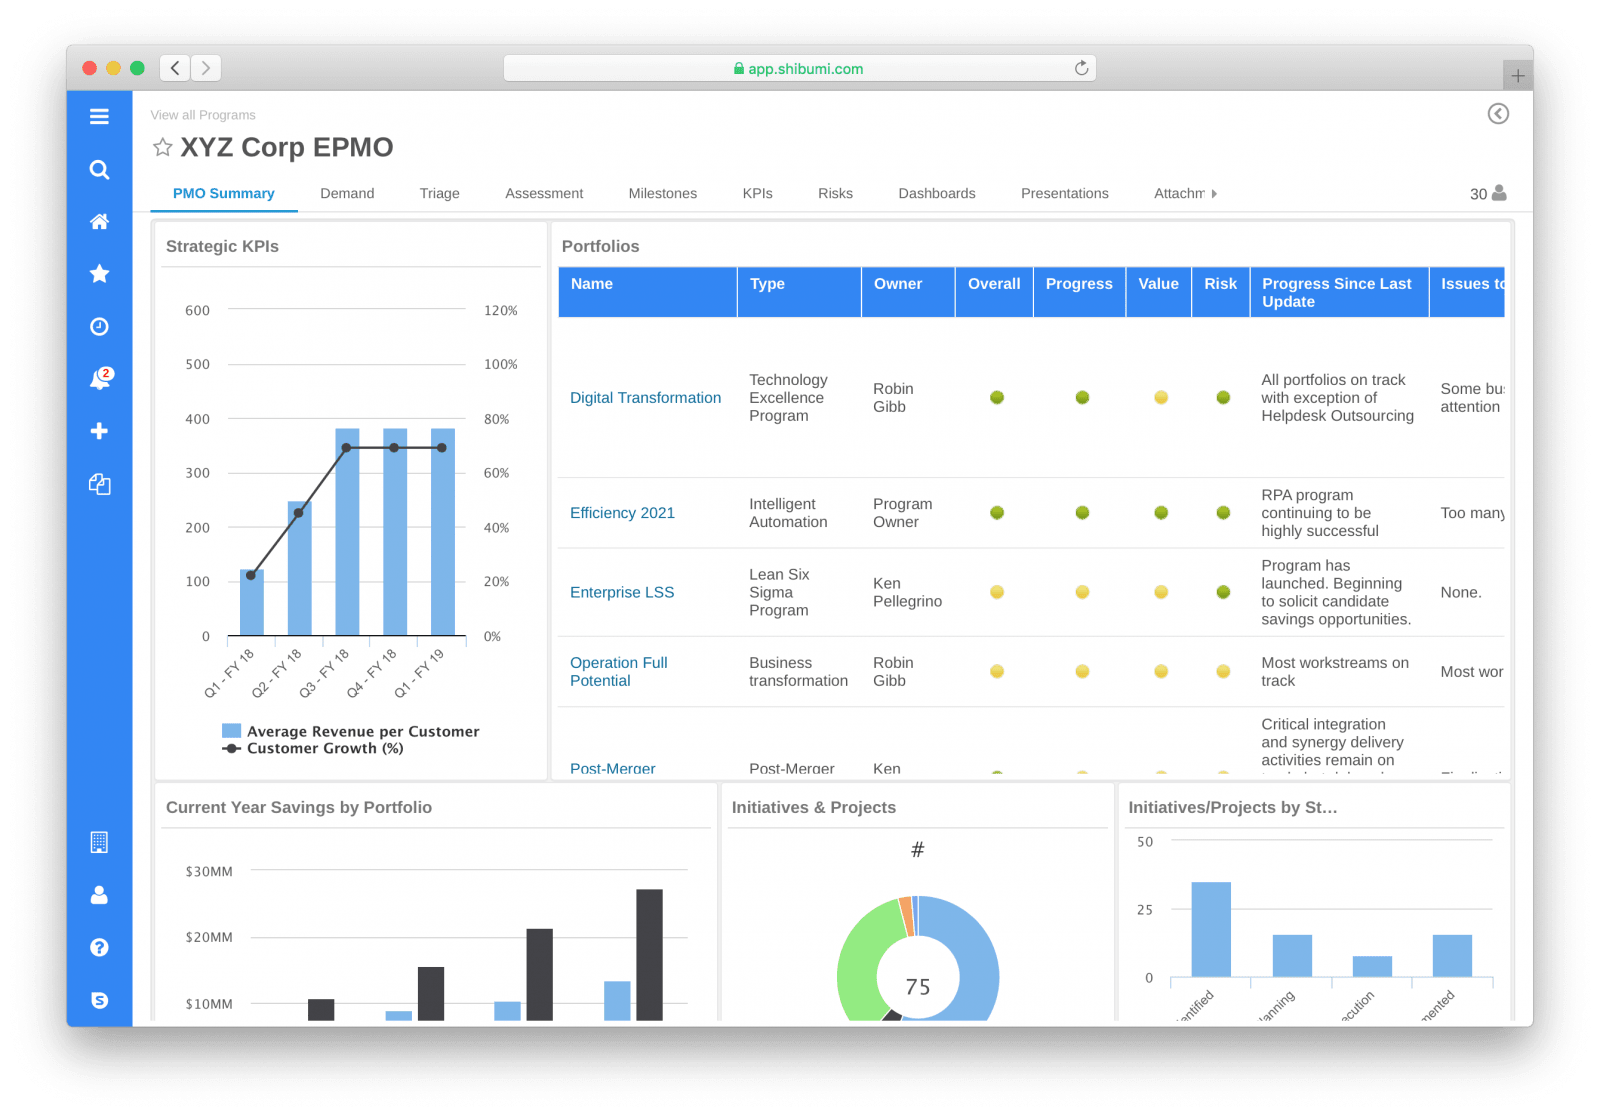 app.shibumi.com
View all Programs
XYZ Corp EPMO
PMO Summary Demand Triage Assessment Milestones KPIs Risks Dashboards Presentations Attachm 30
2
Strategic KPIs
600 120%
500 100%
400 80%
300 60%
200 40%
100 20%
0 0%
Q1 - FY 18 Q2 - FY 18 Q3 - FY 18 Q4 - FY 18 Q1 - FY 19
Average Revenue per Customer
Customer Growth (%)
Portfolios
Name Type Owner Overall Progress Value Risk Progress Since Last Issues to
Update
Technology All portfolios on track
Robin Some bus
Digital Transformation Excellence with exception of
Gibb attention
Program Helpdesk Outsourcing
RPA program
Intelligent Program
Efficiency 2021 continuing to be Too many
Automation Owner
highly successful
Program has
Lean Six Ken launched. Beginning
Enterprise LSS Sigma to solicit candidate None.
Program Pellegrino savings opportunities.
Operation Full Business Robin Most workstreams on
Most wor
Potential transformation Gibb track
Critical integration
and synergy delivery
Post-Merger Post-Merger Ken activities remain on
Current Year Savings by Portfolio
$30MM
$20MM
$10MM
Initiatives & Projects
#
75
Initiatives/Projects by St...
50
25
0
entified lanning cution mented